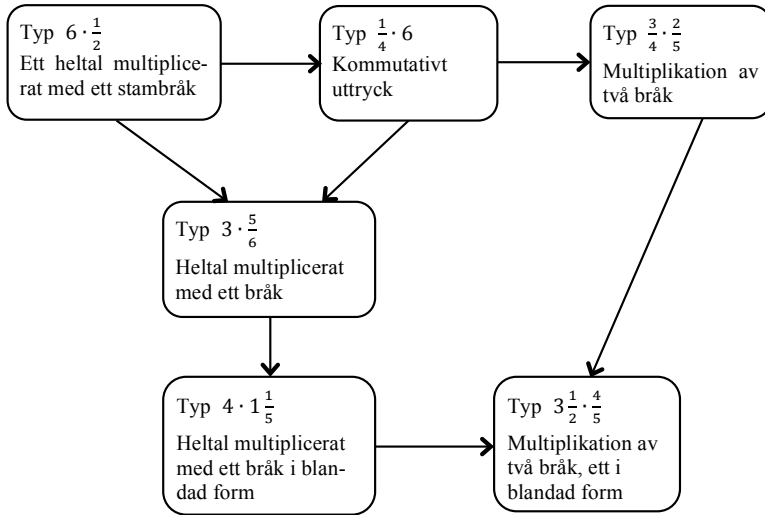 Typ 6 · 1/2
Ett heltal multiplice-
rat med ett stambråk
Typ 1/4 · 6
Kommutativt
uttryck
Typ 3/4 · 2/5
Multiplikation av
två bråk
Typ 3 · 5/6
Heltal multiplicerat
med ett bråk
Typ 4 · 1 1/5
Heltal multiplicerat
med ett bråk i blan-
dad form
Typ 3 1/2 · 4/5
Multiplikation av
två bråk, ett i
blandad form